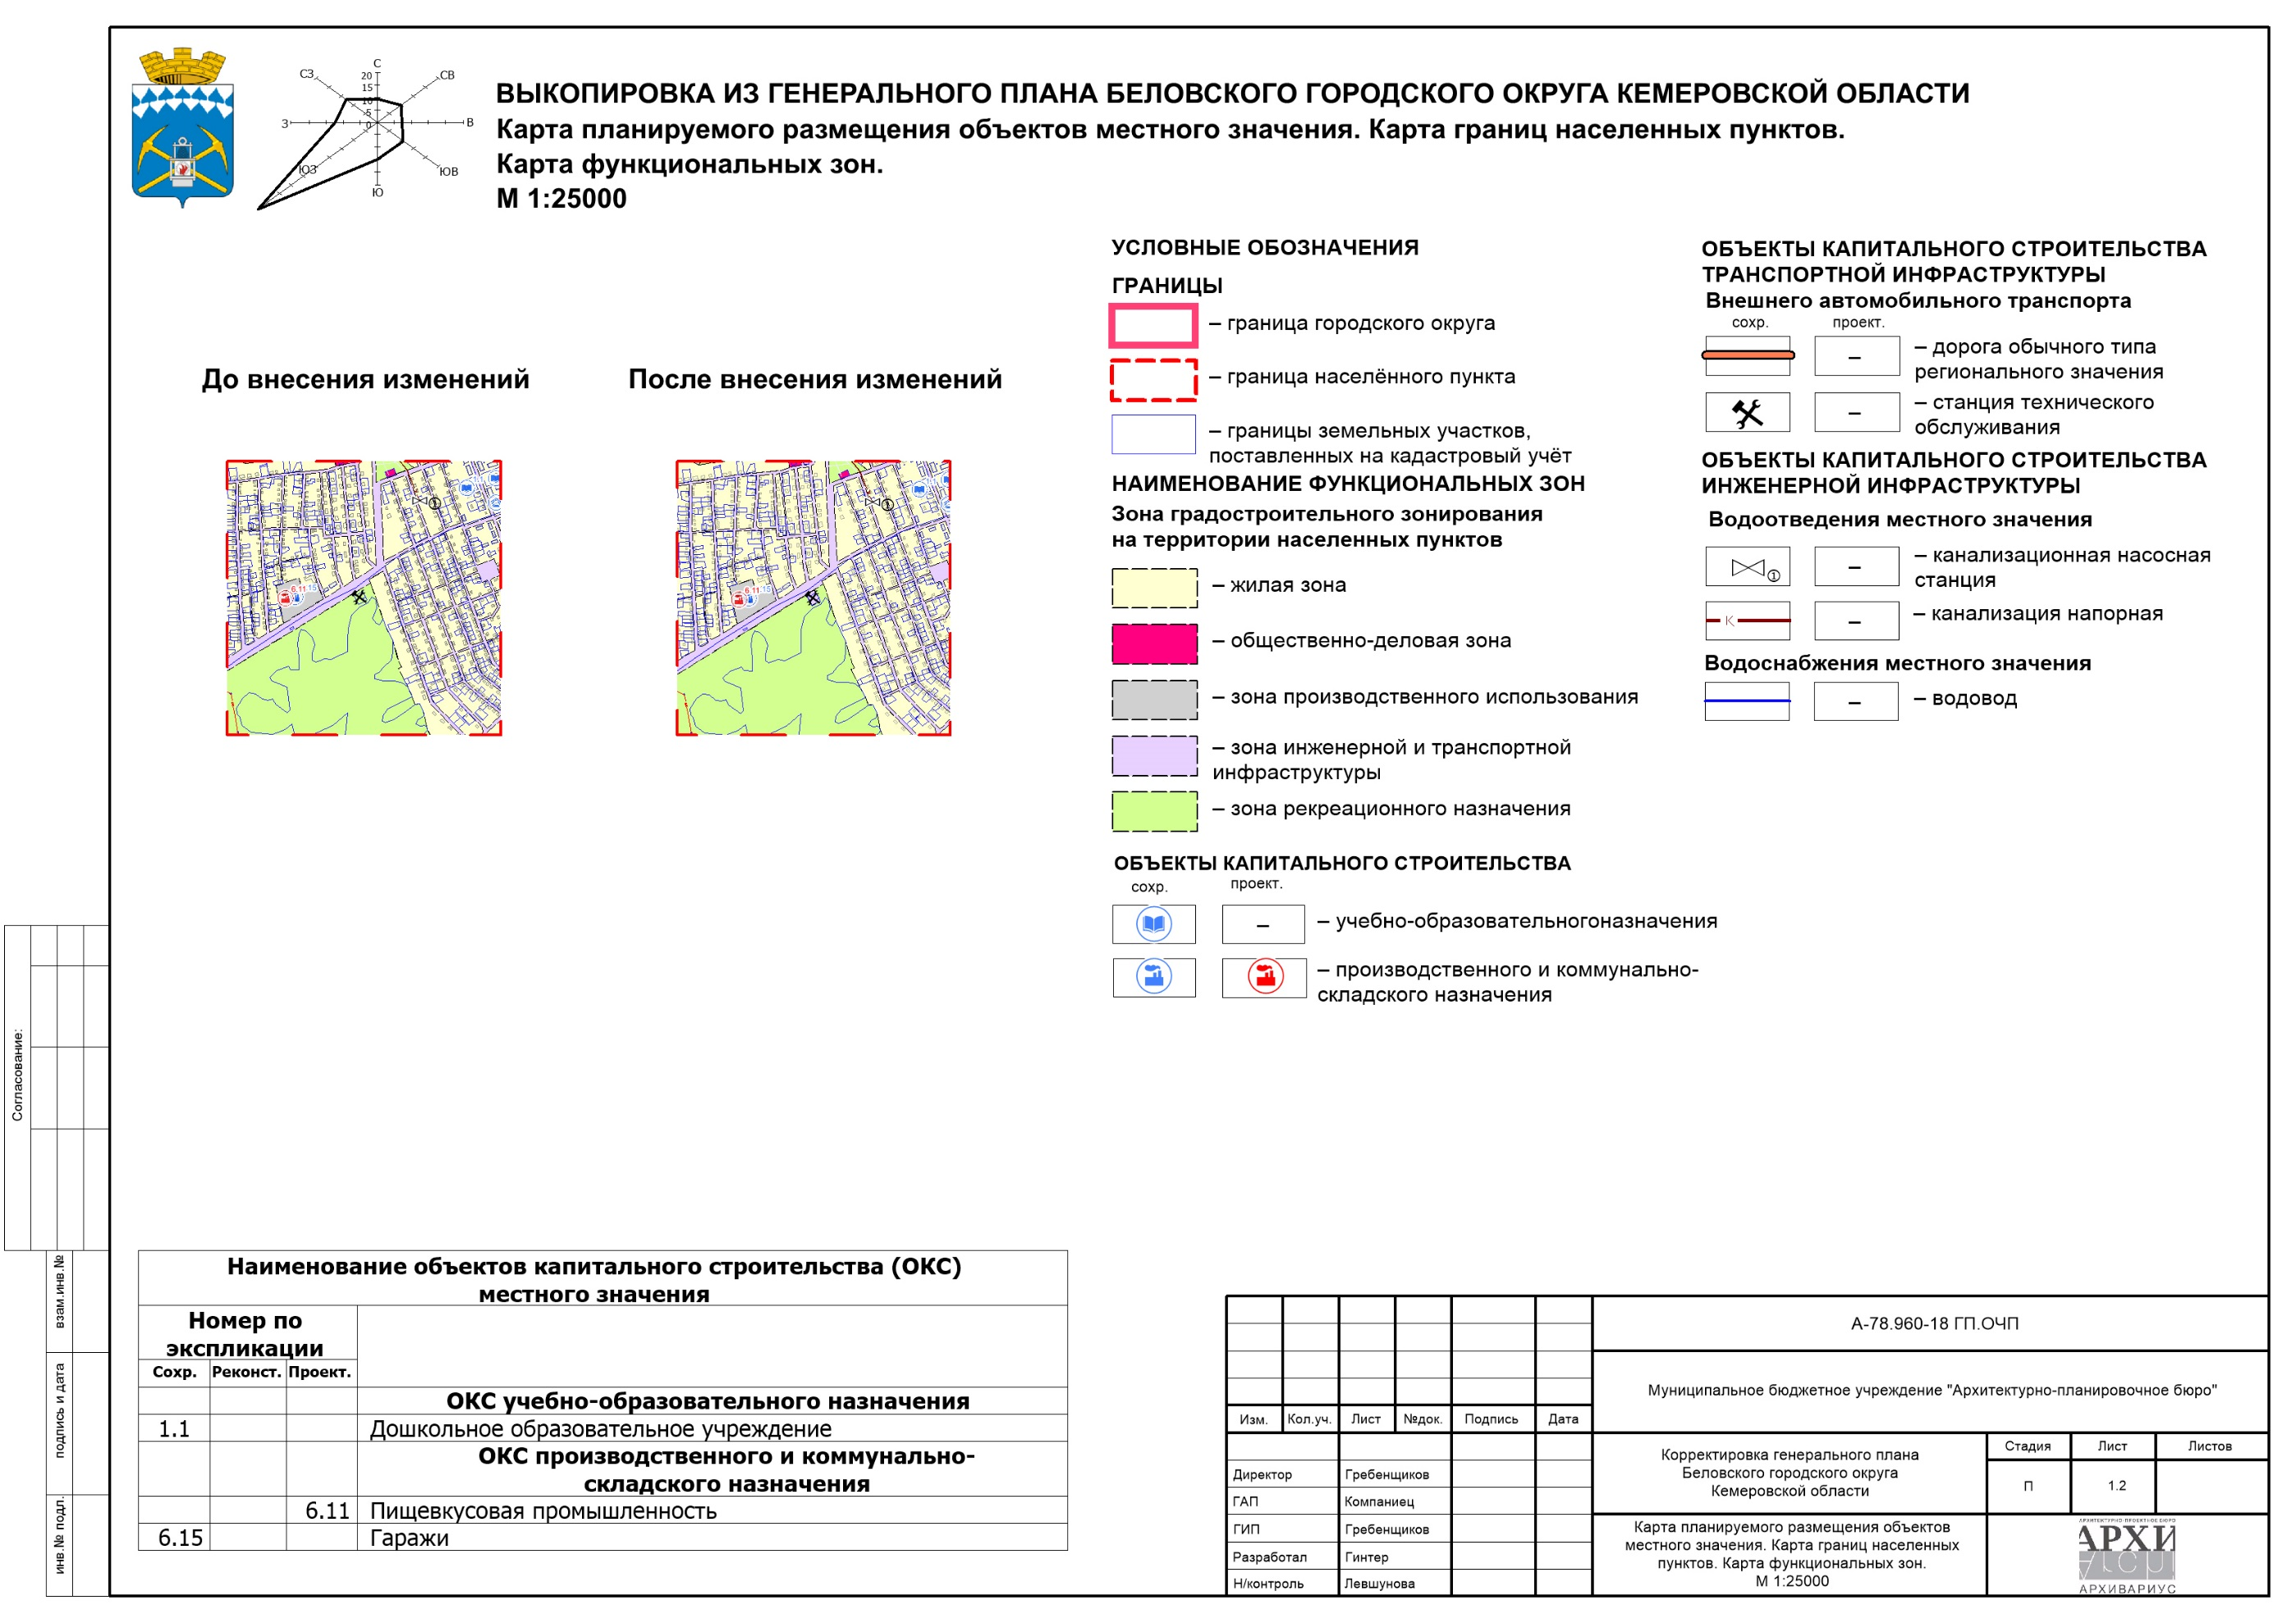 С
СЗ
СВ
20
15
10
5
0
З
В
ЮЗ
ЮВ
Ю
ВЫКОПИРОВКА ИЗ ГЕНЕРАЛЬНОГО ПЛАНА БЕЛОВСКОГО ГОРОДСКОГО ОКРУГА КЕМЕРОВСКОЙ ОБЛАСТИ
Карта планируемого размещения объектов местного значения. Карта границ населенных пунктов.
Карта функциональных зон.
М 1:25000
До внесения изменений
После внесения изменений
6.11
6.11
УСЛОВНЫЕ ОБОЗНАЧЕНИЯ
ГРАНИЦЫ
– граница городского округа
– граница населённого пункта
– границы земельных участков,
поставленных на кадастровый учёт
НАИМЕНОВАНИЕ ФУНКЦИОНАЛЬНЫХ ЗОН
Зона градостроительного зонирования
на территории населенных пунктов
– жилая зона
– общественно-деловая зона
– зона производственного использования
– зона инженерной и транспортной
инфраструктуры
– зона рекреационного назначения
ОБЪЕКТЫ КАПИТАЛЬНОГО СТРОИТЕЛЬСТВА
сохр.
проект.
–
– учебно-образовательногоназначения
– производственного и коммунально-
складского назначения
ОБЪЕКТЫ КАПИТАЛЬНОГО СТРОИТЕЛЬСТВА
ТРАНСПОРТНОЙ ИНФРАСТРУКТУРЫ
Внешнего автомобильного транспорта
сохр.
проект.
–
– дорога обычного типа
регионального значения
–
– станция технического
обслуживания
ОБЪЕКТЫ КАПИТАЛЬНОГО СТРОИТЕЛЬСТВА
ИНЖЕНЕРНОЙ ИНФРАСТРУКТУРЫ
Водоотведения местного значения
1
–
– канализационная насосная
станция
К
–
– канализация напорная
Водоснабжения местного значения
–
– водовод
Согласование:
взам.инв.№
подпись и дата
инв.№ подл.
Наименование объектов капитального строительства (ОКС)
местного значения
Номер по
экспликации
Сохр. Реконст. Проект.
ОКС учебно-образовательного назначения
1.1 Дошкольное образовательное учреждение
ОКС производственного и коммунально-
складского назначения
6.11 Пищевкусовая промышленность
6.15 Гаражи
Изм. Кол.уч. Лист №док. Подпись Дата
Директор Гребенщиков
ГАП Компаниец
ГИП Гребенщиков
Разработал Гинтер
Н/контроль Левшунова
А-78.960-18 ГП.ОЧП
Муниципальное бюджетное учреждение "Архитектурно-планировочное бюро"
Корректировка генерального плана
Беловского городского округа
Кемеровской области
Стадия Лист Листов
П 1.2
Карта планируемого размещения объектов
местного значения. Карта границ населенных
пунктов. Карта функциональных зон.
М 1:25000
АРХИ
АРХИВАРИУС